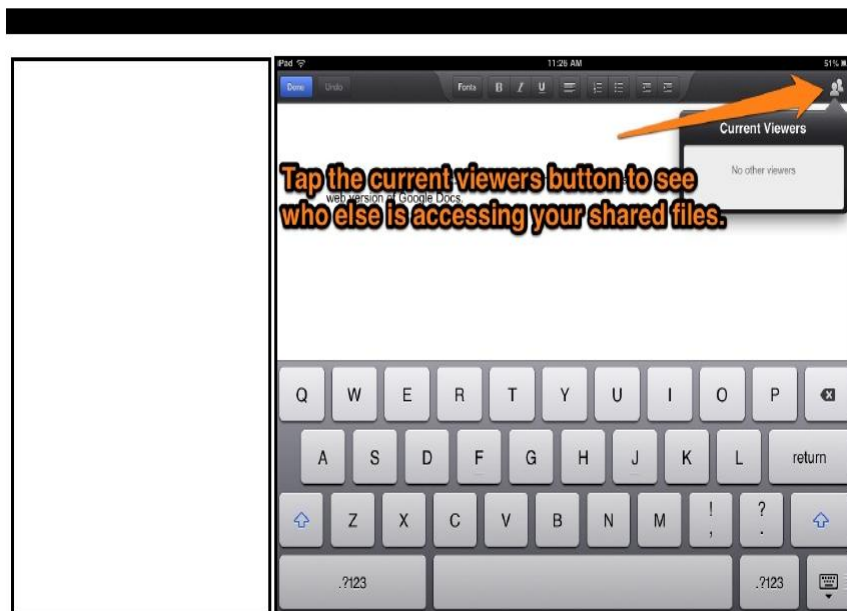 iPad 11:26 AM 51%
Done Undo Fonts B I U
Current Viewers
No other viewers
Tap the current viewers button to see
web version of Google Docs.
who else is accessing your shared files.
Q W E R T Y U I O P
A S D F G H J K L return
Z X C V B N M ! , ? .
.?123 .?123